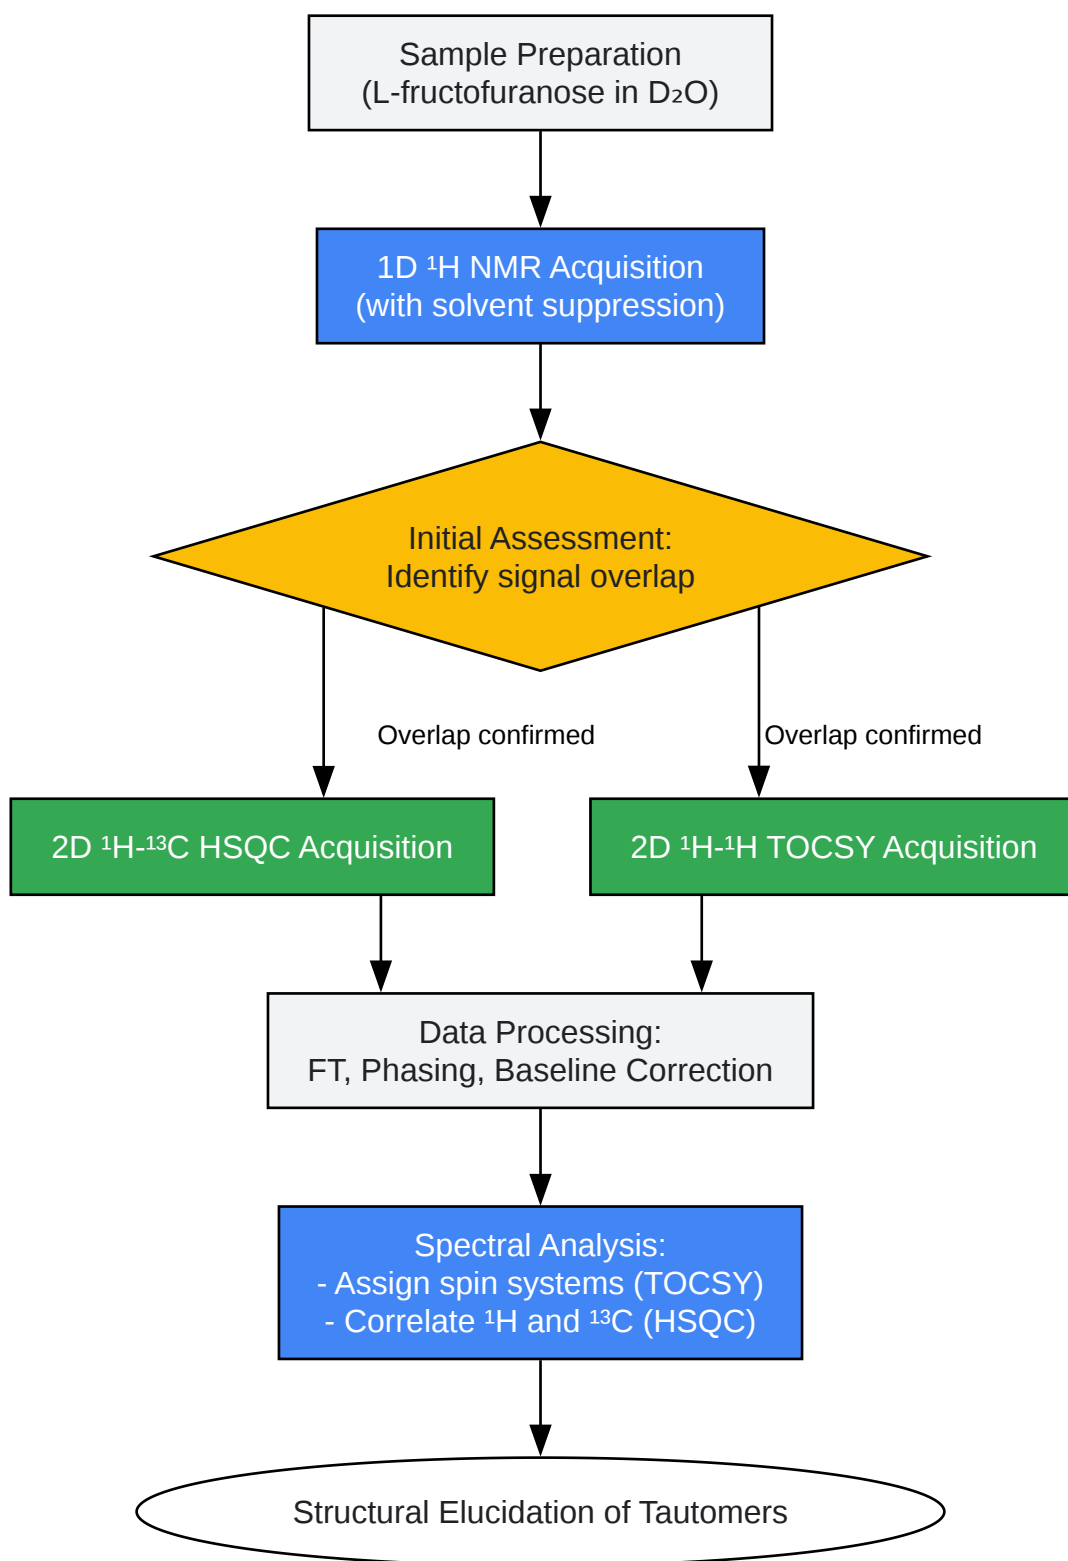 Sample Preparation
(L-fructofuranose in D₂O)
1D ¹H NMR Acquisition
(with solvent suppression)
Initial Assessment:
Identify signal overlap
Overlap confirmed
Overlap confirmed
2D ¹H-¹³C HSQC Acquisition
2D ¹H-¹H TOCSY Acquisition
Data Processing:
FT, Phasing, Baseline Correction
Spectral Analysis:
- Assign spin systems (TOCSY)
- Correlate ¹H and ¹³C (HSQC)
Structural Elucidation of Tautomers